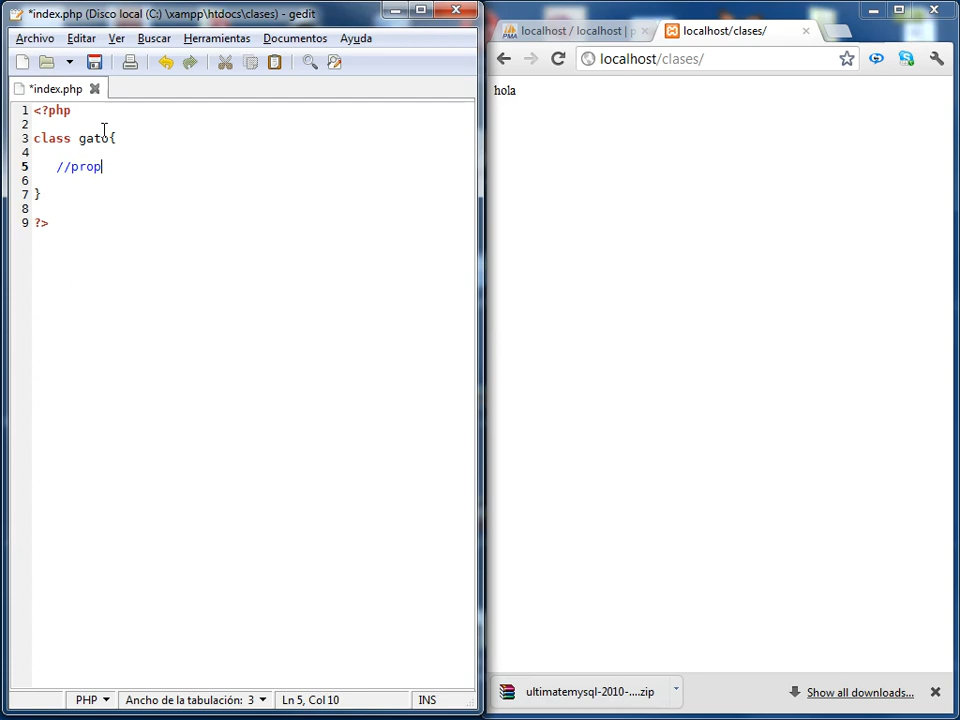 *index.php (Disco local (C:) \xampp\htdocs\clases) - gedit
Archivo Editar Ver Buscar Herramientas Documentos Ayuda
*index.php
1 <?php
2
3 class gato{
4
5 //prop
6
7 }
8
9 ?>
PHP Ancho de la tabulación: 3 Ln 5, Col 10 INS
PMA localhost / localhost | p localhost/clases/
localhost/clases/
hola
ultimatemysql-2010-....zip Show all downloads...